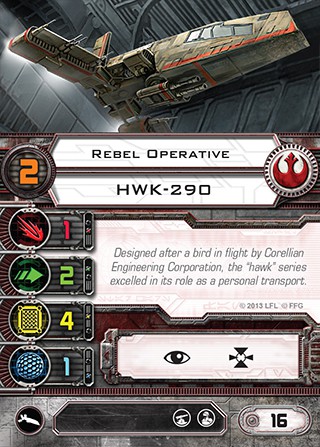 REBEL OPERATIVE
2
HWK-290
1
2
4
1
Designed after a bird in flight by Corellian
Engineering Corporation, the "hawk" series
excelled in its role as a personal transport.
© 2013 LFL © FFG
16